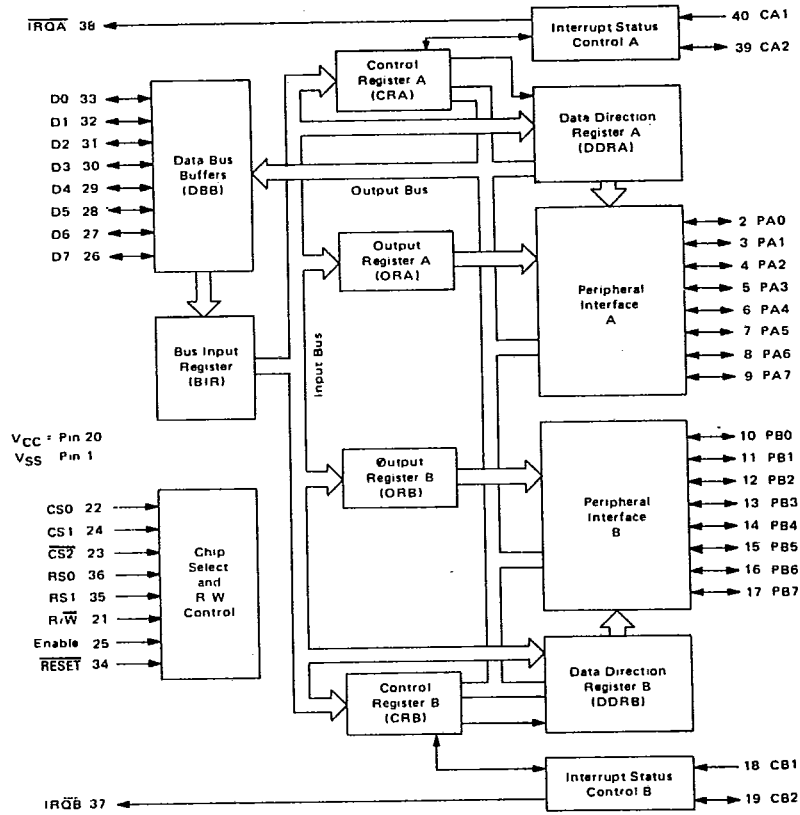 IRQA 38
Interrupt Status
Control A
40 CA1
39 CA2
Control
Register A
(CRA)
D0 33
D1 32
D2 31
D3 30
D4 29
D5 28
D6 27
D7 26
Data Bus
Buffers
(DBB)
Data Direction
Register A
(DDRA)
Output Bus
Output
Register A
(ORA)
Peripheral
Interface
A
2 PA0
3 PA1
4 PA2
5 PA3
6 PA4
7 PA5
8 PA6
9 PA7
Bus Input
Register
(BIR)
Input Bus
VCC = Pin 20
VSS Pin 1
Output
Register B
(ORB)
Peripheral
Interface
B
10 PB0
11 PB1
12 PB2
13 PB3
14 PB4
15 PB5
16 PB6
17 PB7
CS0 22
CS1 24
CS2 23
RS0 36
RS1 35
R/W 21
Enable 25
RESET 34
Chip
Select
and
R W
Control
Control
Register B
(CRB)
Data Direction
Register B
(DDRB)
Interrupt Status
Control B
18 CB1
19 CB2
IRQB 37